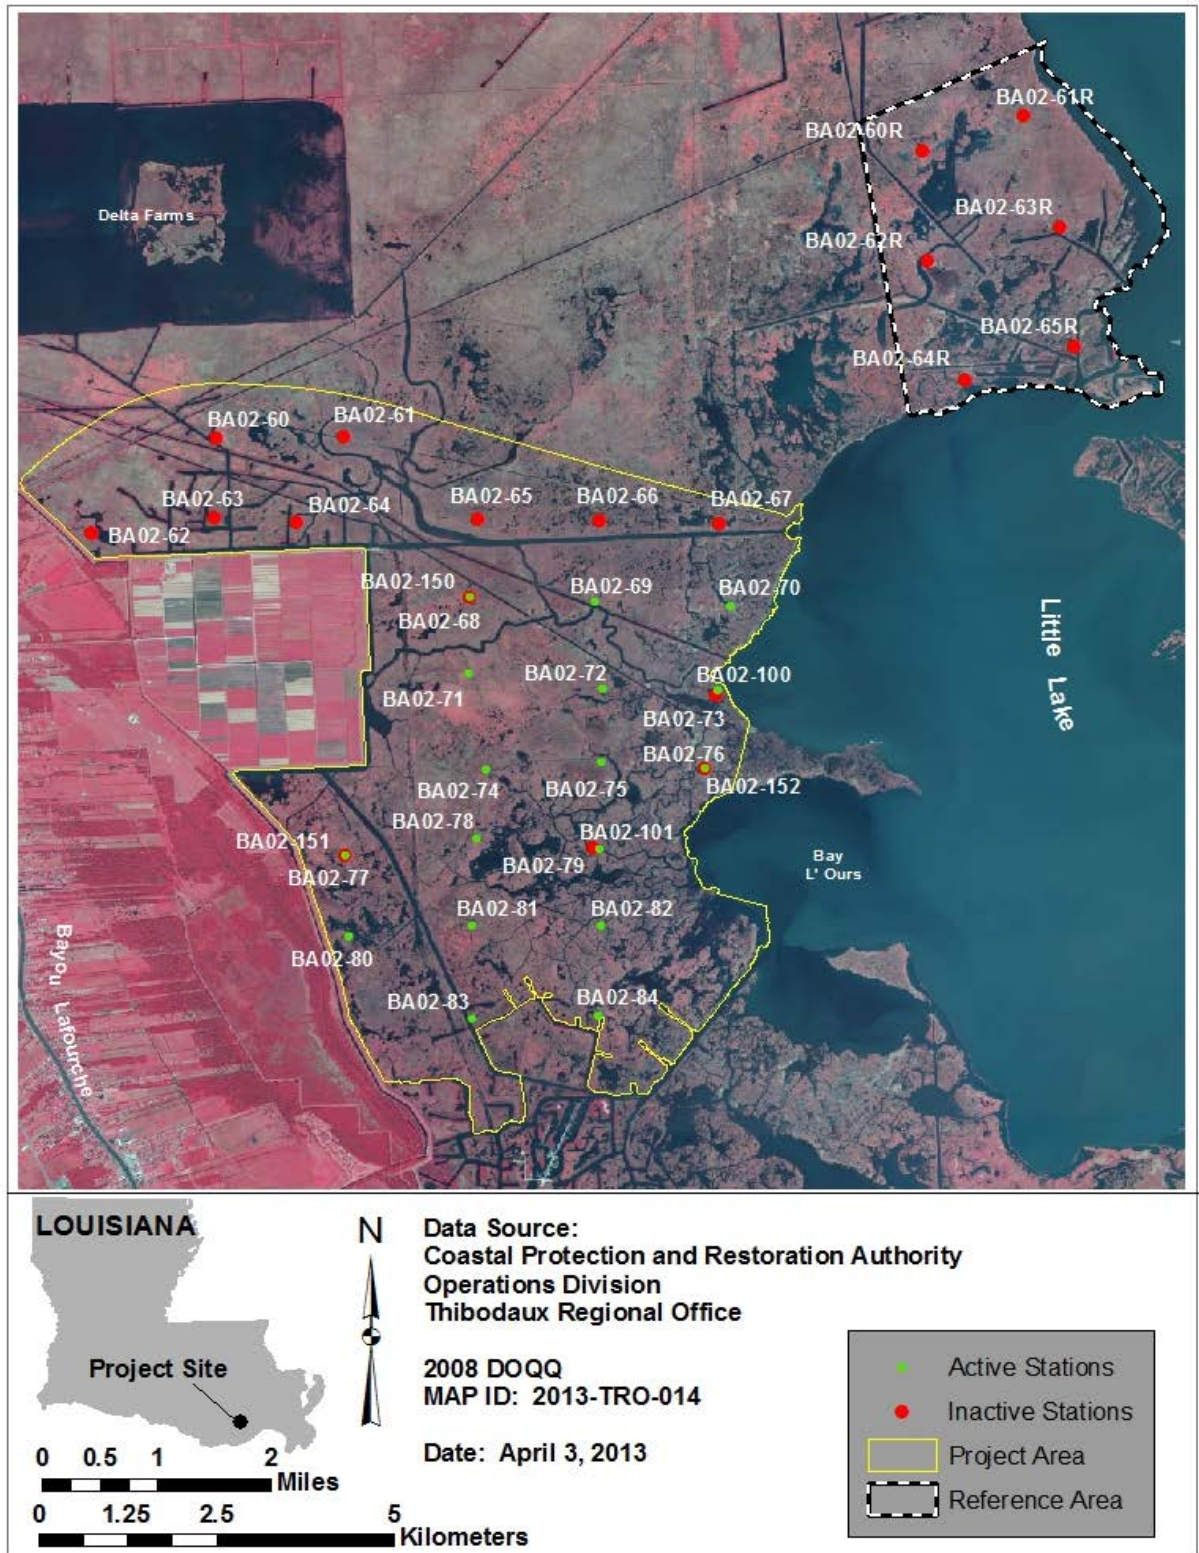 BA02-61R
BA02-60R
Delta Farms
BA02-63R
BA02-62R
BA02-65R
BA02-64R
BA02-60
BA02-61
BA02-63
BA02-64
BA02-65
BA02-66
BA02-67
BA02-62
BA02-150
BA02-69
BA02-70
BA02-68
Little Lake
BA02-71
BA02-72
BA02-100
BA02-73
BA02-76
BA02-74
BA02-75
BA02-152
BA02-78
BA02-151
BA02-101
BA02-77
BA02-79
Bay
L' Ours
BA02-81
BA02-82
BA02-80
Bayou Lafourche
BA02-83
BA02-84
LOUISIANA
Project Site
0 0.5 1 2
Miles
0 1.25 2.5 5
Kilometers
N
Data Source:
Coastal Protection and Restoration Authority
Operations Division
Thibodaux Regional Office
2008 DOQQ
MAP ID: 2013-TRO-014
Date: April 3, 2013
Active Stations
Inactive Stations
Project Area
Reference Area